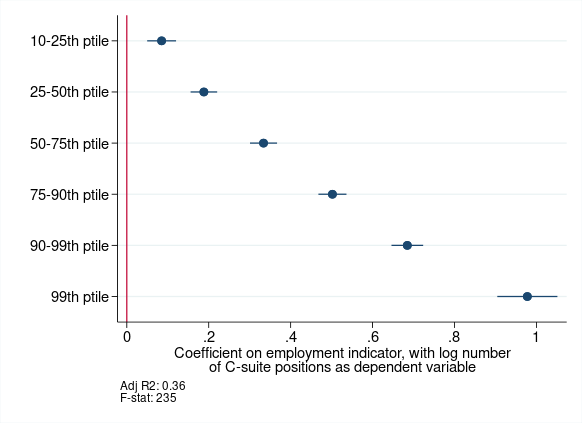 10-25th ptile
25-50th ptile
50-75th ptile
75-90th ptile
90-99th ptile
99th ptile
0 .2 .4 .6 .8 1
Coefficient on employment indicator, with log number
of C-suite positions as dependent variable
Adj R2: 0.36
F-stat: 235